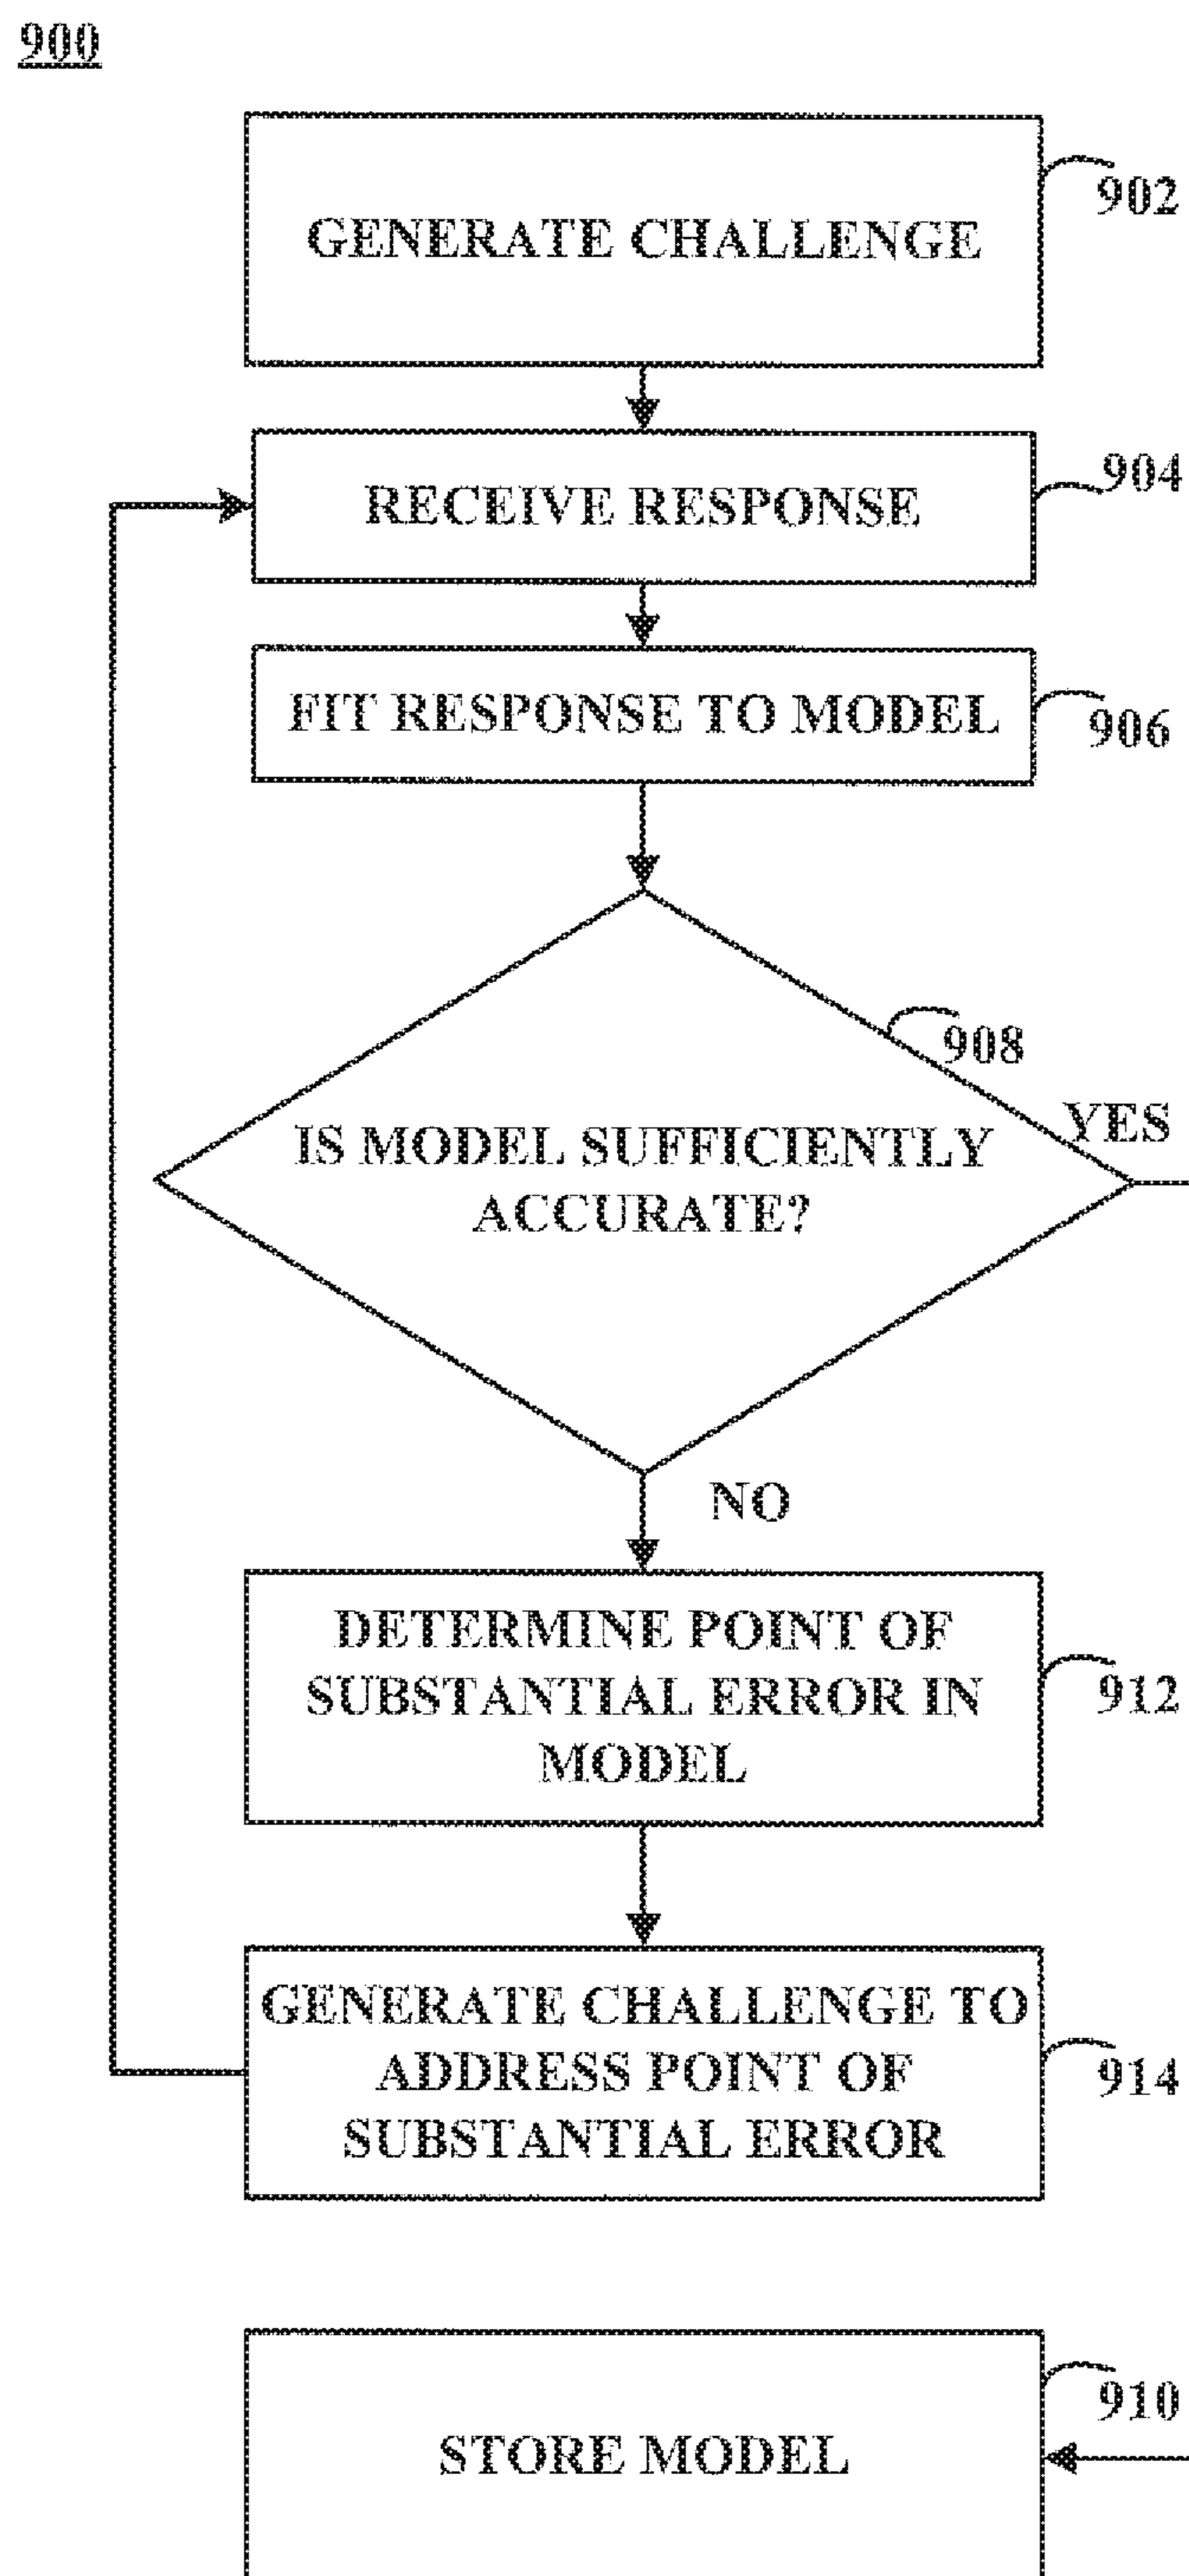 900
GENERATE CHALLENGE
902
RECEIVE RESPONSE
904
FIT RESPONSE TO MODEL
906
908
IS MODEL SUFFICIENTLY
ACCURATE?
YES
NO
DETERMINE POINT OF
SUBSTANTIAL ERROR IN
MODEL
912
GENERATE CHALLENGE TO
ADDRESS POINT OF
SUBSTANTIAL ERROR
914
STORE MODEL
910